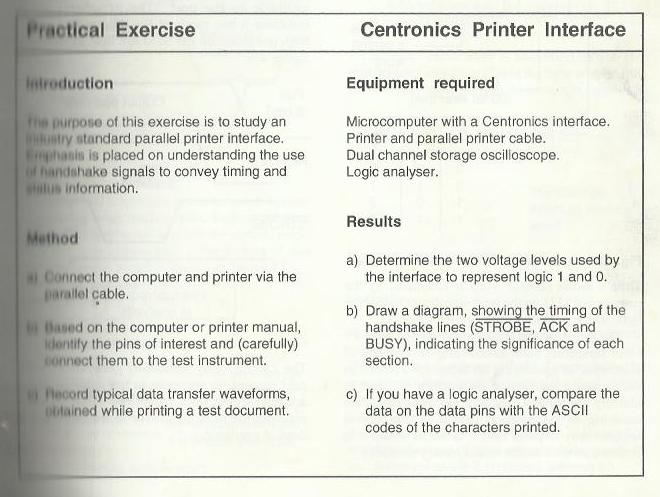 Practical Exercise
Centronics Printer Interface
Introduction
The purpose of this exercise is to study an
industry standard parallel printer interface.
Emphasis is placed on understanding the use
of handshake signals to convey timing and
status information.
Method
a) Connect the computer and printer via the
parallel cable.
b) Based on the computer or printer manual,
identify the pins of interest and (carefully)
connect them to the test instrument.
c) Record typical data transfer waveforms,
obtained while printing a test document.
Equipment required
Microcomputer with a Centronics interface.
Printer and parallel printer cable.
Dual channel storage oscilloscope.
Logic analyser.
Results
a) Determine the two voltage levels used by
the interface to represent logic 1 and 0.
b) Draw a diagram, showing the timing of the
handshake lines (STROBE, ACK and
BUSY), indicating the significance of each
section.
c) If you have a logic analyser, compare the
data on the data pins with the ASCII
codes of the characters printed.